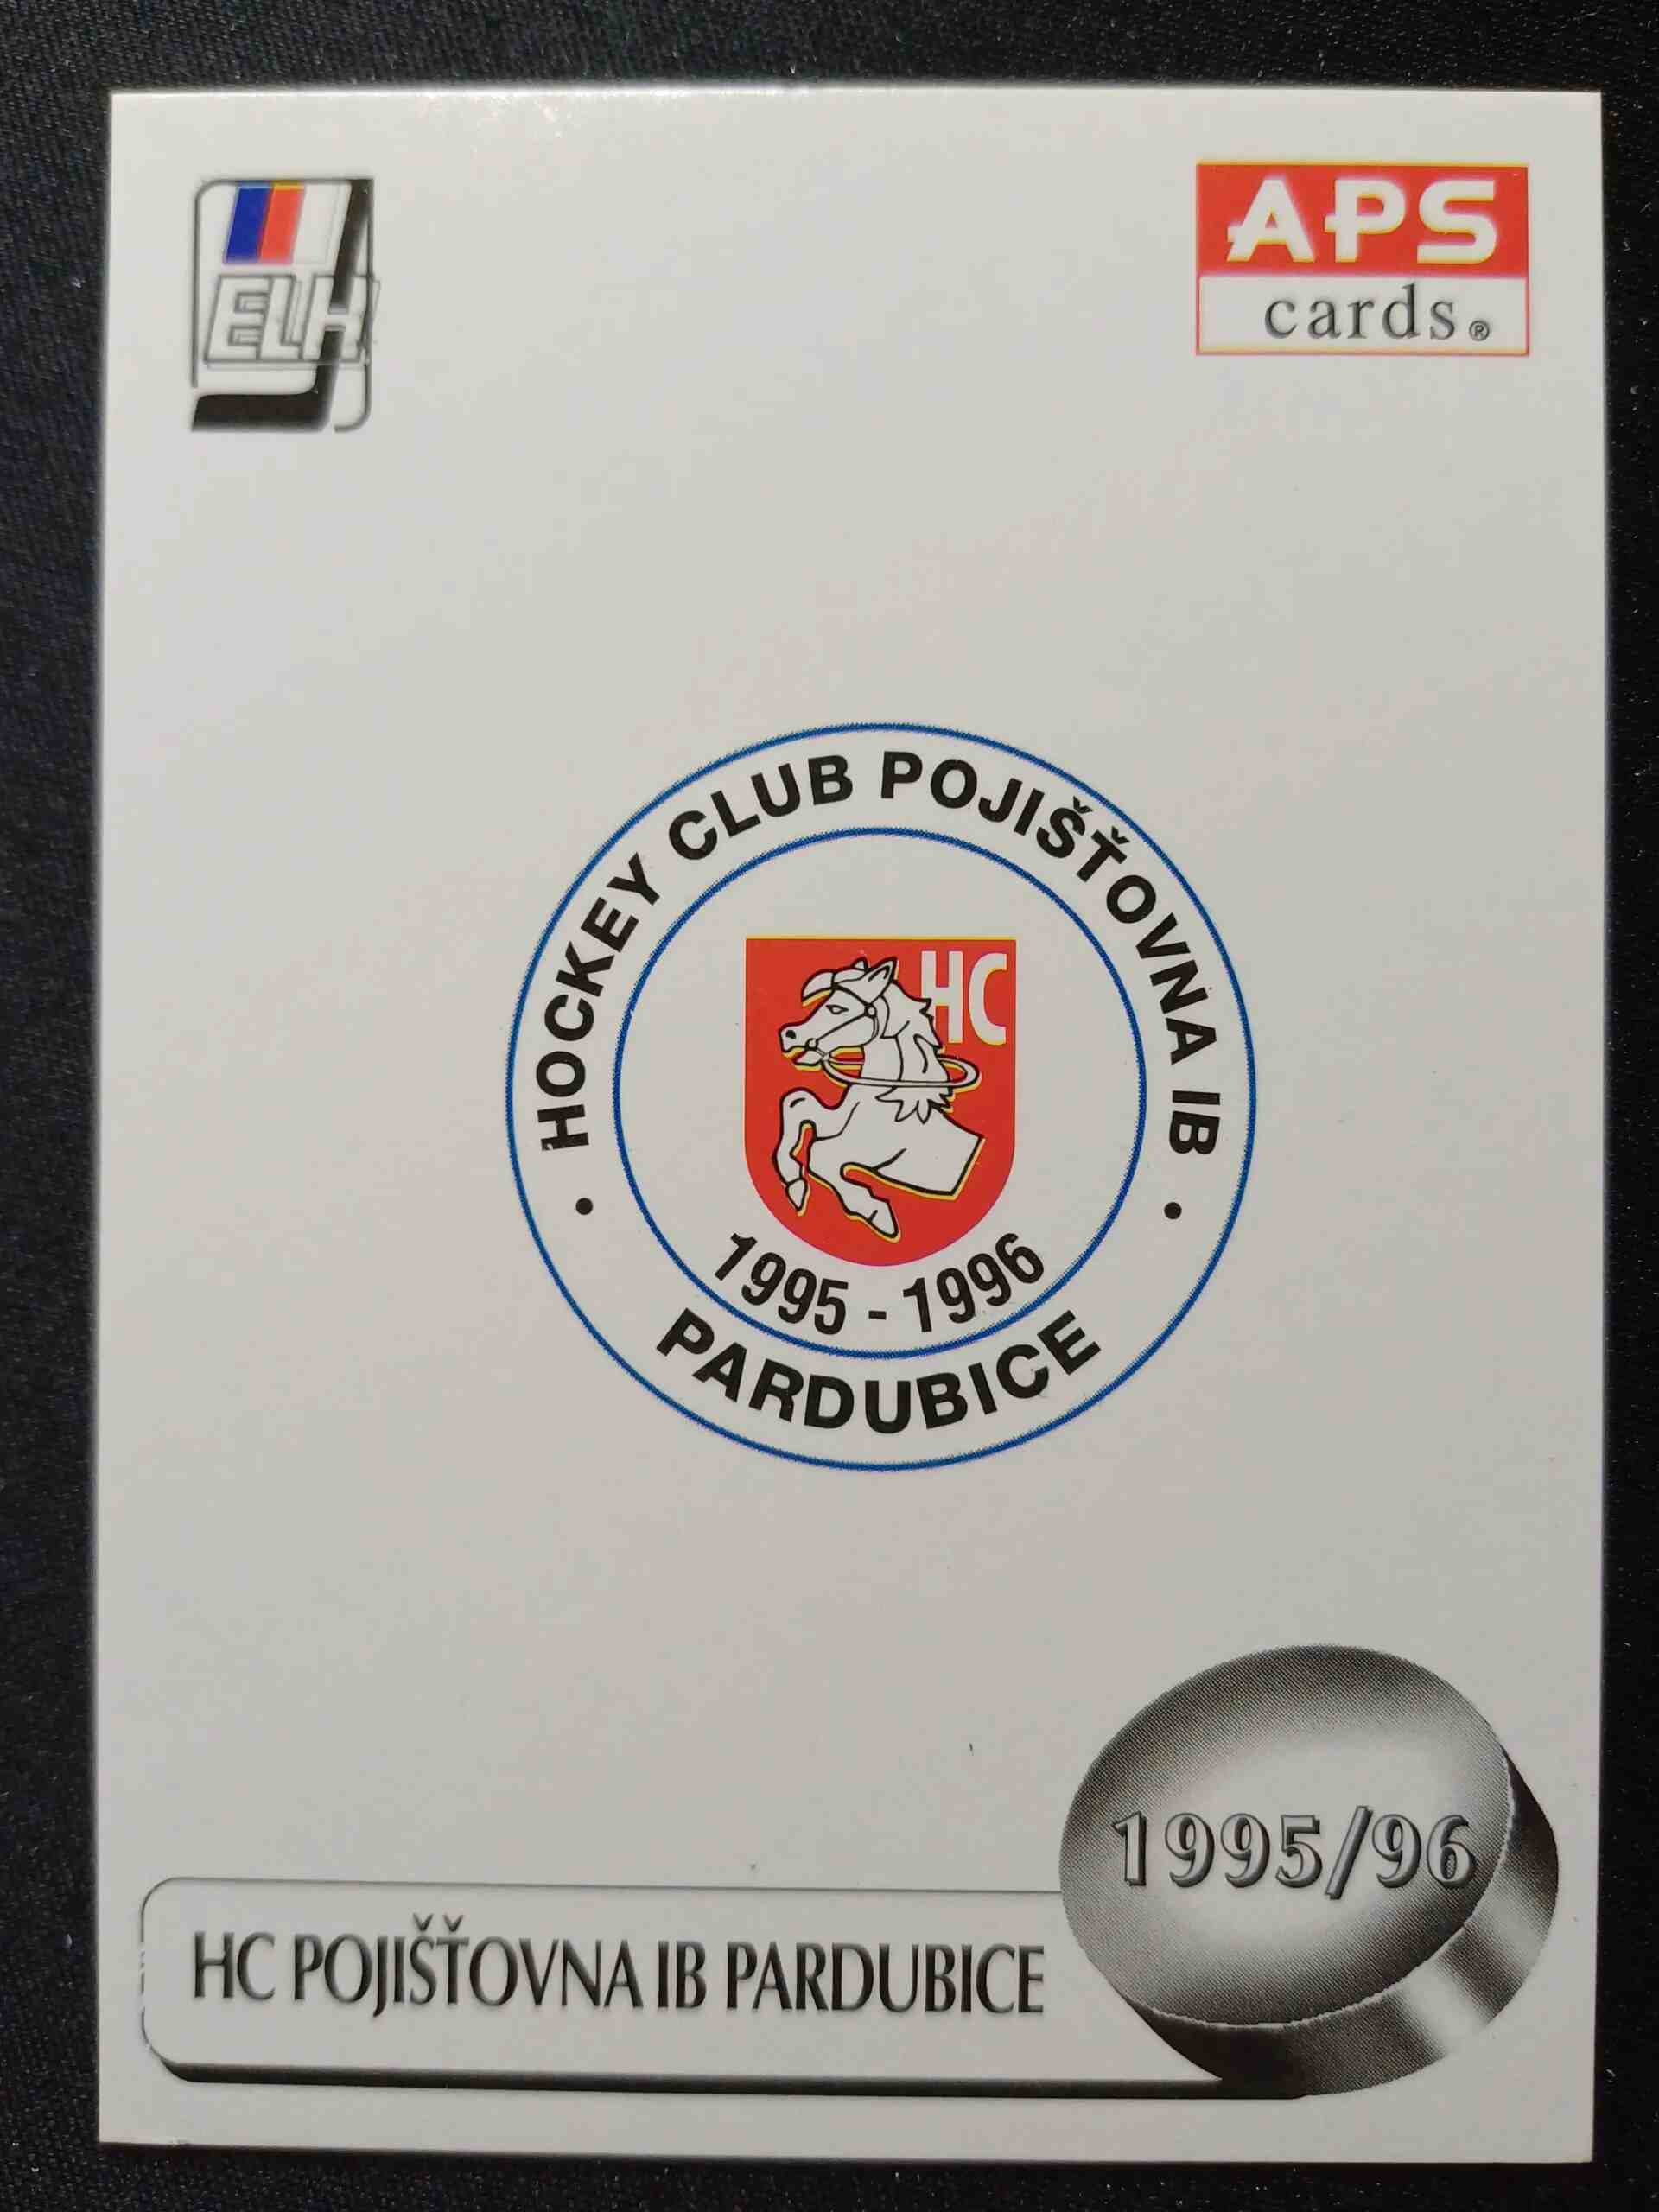 ELH
APS
cards®
HOCKEY CLUB POJIŠŤOVNA IB
HC
1995 - 1996
• PARDUBICE •
1995/96
HC POJIŠŤOVNA IB PARDUBICE